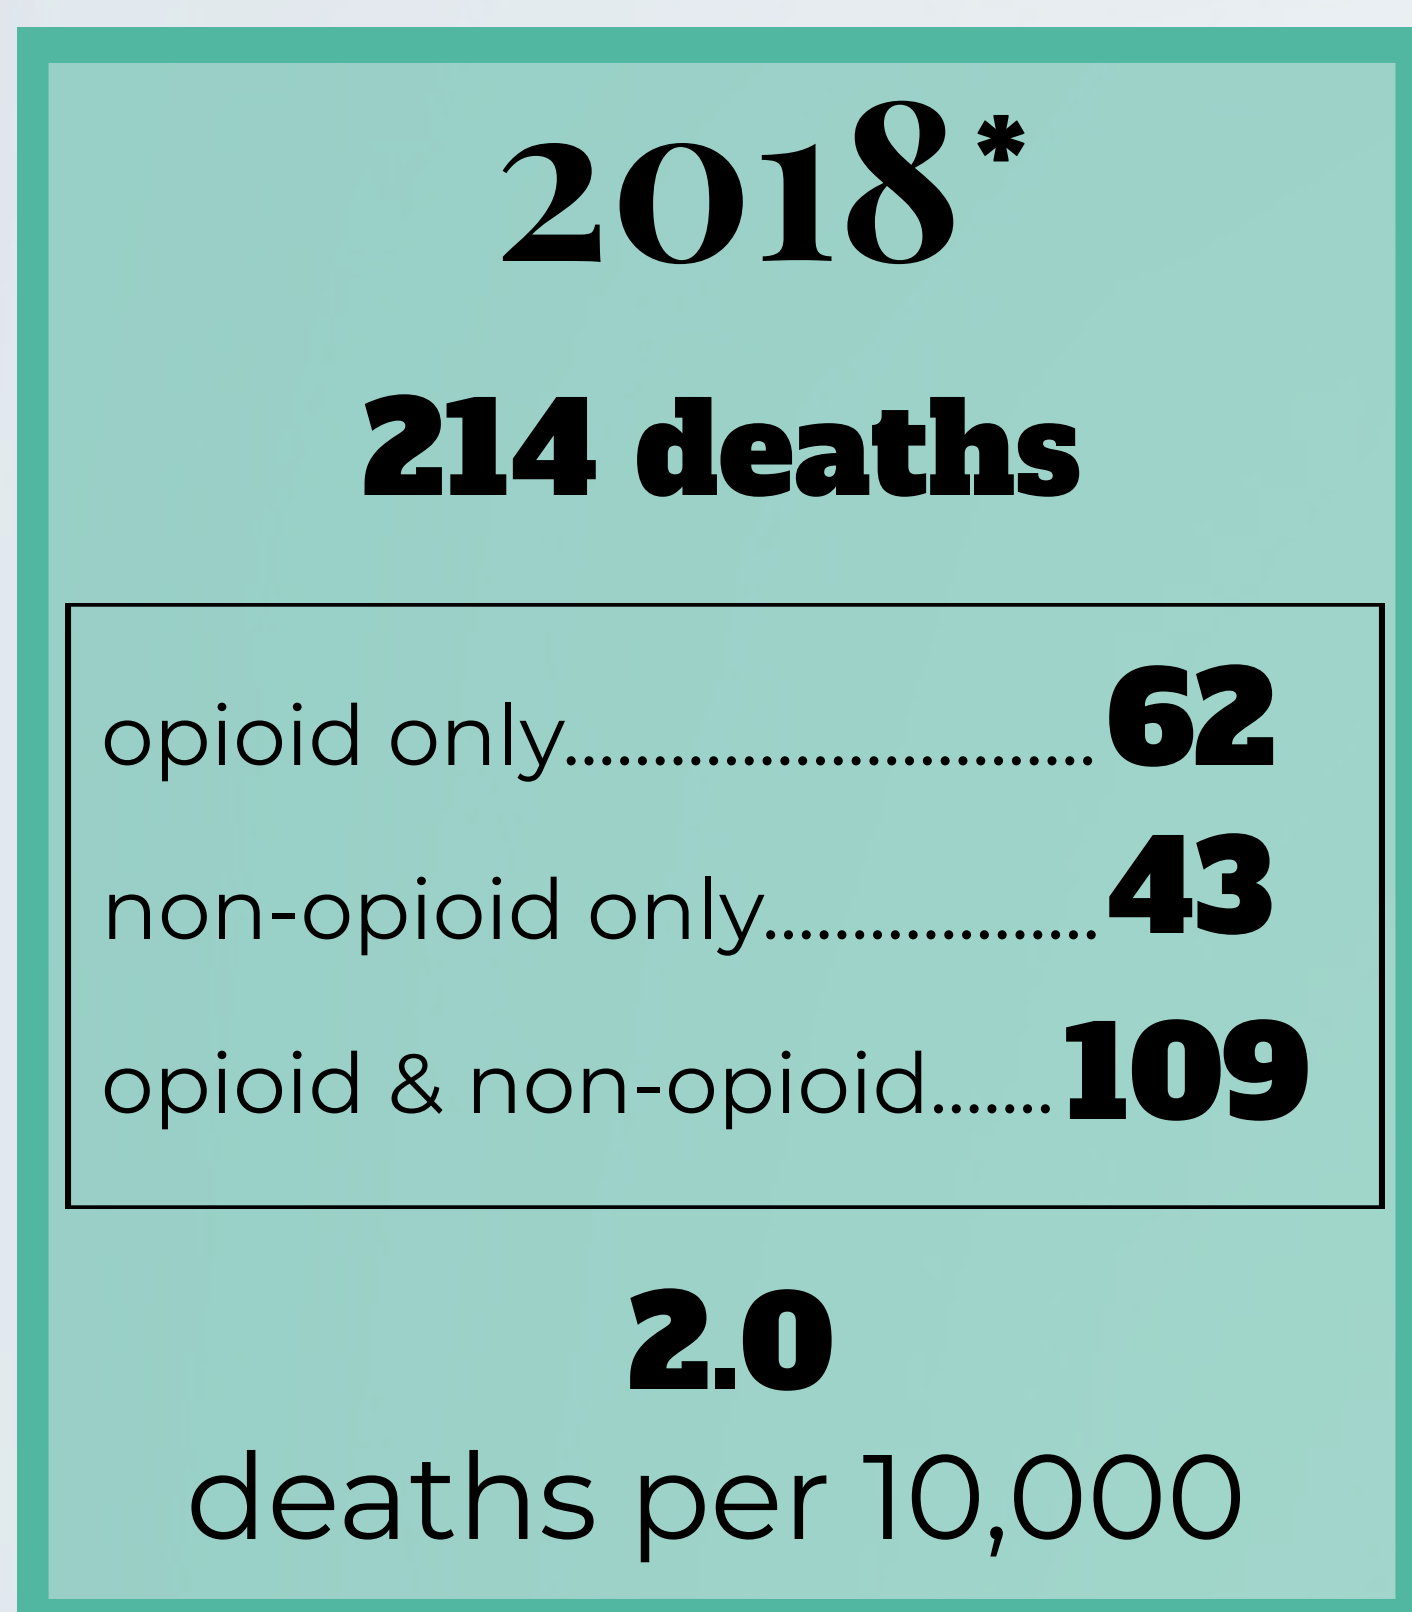 2018*
214 deaths
opioid only..............................62
non-opioid only...................43
opioid & non-opioid.......109
2.0
deaths per 10,000